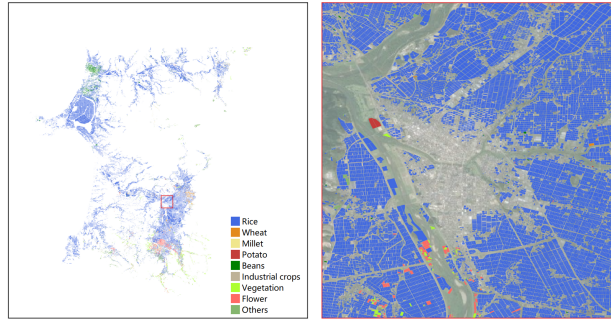 Rice
Wheat
Millet
Potato
Beans
Industrial crops
Vegetation
Flower
Others